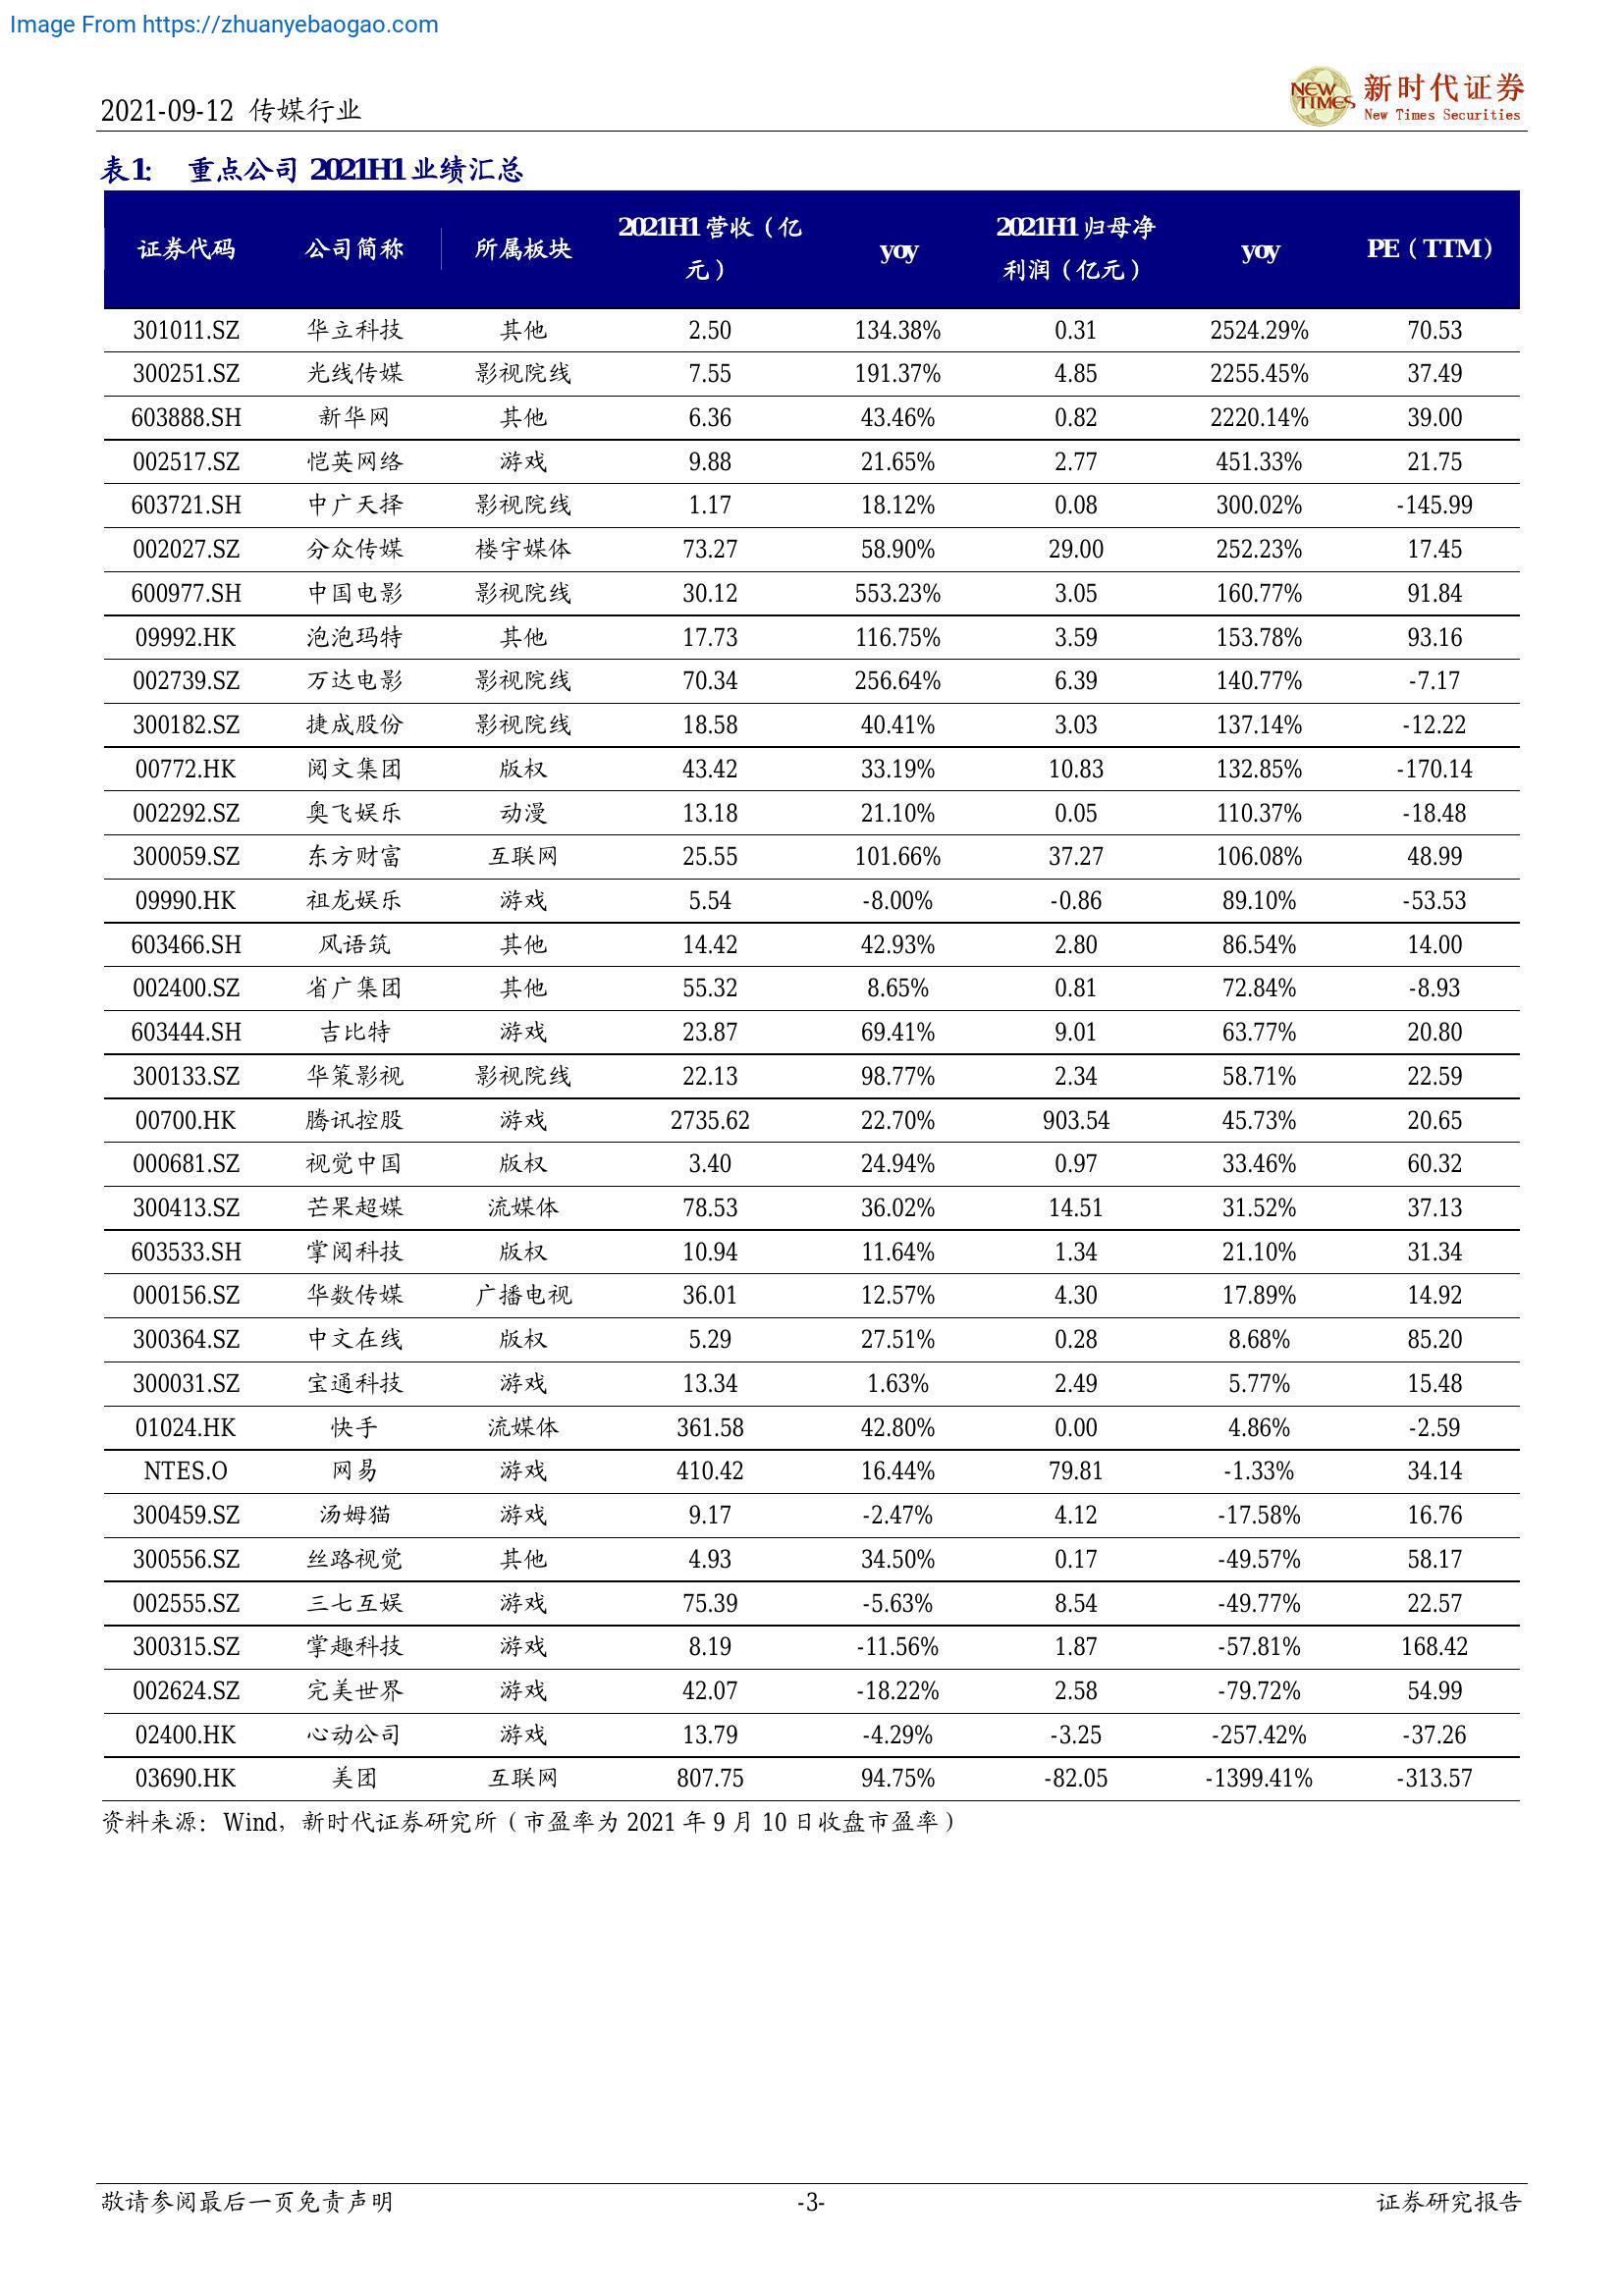 Image From https://zhuanyebaogao.com
2021-09-12 传媒行业
NEW TIMES 新时代证券
New Times Securities
表1: 重点公司 2021H1 业绩汇总
证券代码 公司简称 所属板块 2021H1 营收（亿元） yoy 2021H1 归母净利润（亿元） yoy PE（TTM）
301011.SZ 华立科技 其他 2.50 134.38% 0.31 2524.29% 70.53
300251.SZ 光线传媒 影视院线 7.55 191.37% 4.85 2255.45% 37.49
603888.SH 新华网 其他 6.36 43.46% 0.82 2220.14% 39.00
002517.SZ 恺英网络 游戏 9.88 21.65% 2.77 451.33% 21.75
603721.SH 中广天择 影视院线 1.17 18.12% 0.08 300.02% -145.99
002027.SZ 分众传媒 楼宇媒体 73.27 58.90% 29.00 252.23% 17.45
600977.SH 中国电影 影视院线 30.12 553.23% 3.05 160.77% 91.84
09992.HK 泡泡玛特 其他 17.73 116.75% 3.59 153.78% 93.16
002739.SZ 万达电影 影视院线 70.34 256.64% 6.39 140.77% -7.17
300182.SZ 捷成股份 影视院线 18.58 40.41% 3.03 137.14% -12.22
00772.HK 阅文集团 版权 43.42 33.19% 10.83 132.85% -170.14
002292.SZ 奥飞娱乐 动漫 13.18 21.10% 0.05 110.37% -18.48
300059.SZ 东方财富 互联网 25.55 101.66% 37.27 106.08% 48.99
09990.HK 祖龙娱乐 游戏 5.54 -8.00% -0.86 89.10% -53.53
603466.SH 风语筑 其他 14.42 42.93% 2.80 86.54% 14.00
002400.SZ 省广集团 其他 55.32 8.65% 0.81 72.84% -8.93
603444.SH 吉比特 游戏 23.87 69.41% 9.01 63.77% 20.80
300133.SZ 华策影视 影视院线 22.13 98.77% 2.34 58.71% 22.59
00700.HK 腾讯控股 游戏 2735.62 22.70% 903.54 45.73% 20.65
000681.SZ 视觉中国 版权 3.40 24.94% 0.97 33.46% 60.32
300413.SZ 芒果超媒 流媒体 78.53 36.02% 14.51 31.52% 37.13
603533.SH 掌阅科技 版权 10.94 11.64% 1.34 21.10% 31.34
000156.SZ 华数传媒 广播电视 36.01 12.57% 4.30 17.89% 14.92
300364.SZ 中文在线 版权 5.29 27.51% 0.28 8.68% 85.20
300031.SZ 宝通科技 游戏 13.34 1.63% 2.49 5.77% 15.48
01024.HK 快手 流媒体 361.58 42.80% 0.00 4.86% -2.59
NTES.O 网易 游戏 410.42 16.44% 79.81 -1.33% 34.14
300459.SZ 汤姆猫 游戏 9.17 -2.47% 4.12 -17.58% 16.76
300556.SZ 丝路视觉 其他 4.93 34.50% 0.17 -49.57% 58.17
002555.SZ 三七互娱 游戏 75.39 -5.63% 8.54 -49.77% 22.57
300315.SZ 掌趣科技 游戏 8.19 -11.56% 1.87 -57.81% 168.42
002624.SZ 完美世界 游戏 42.07 -18.22% 2.58 -79.72% 54.99
02400.HK 心动公司 游戏 13.79 -4.29% -3.25 -257.42% -37.26
03690.HK 美团 互联网 807.75 94.75% -82.05 -1399.41% -313.57
资料来源：Wind，新时代证券研究所（市盈率为 2021 年 9 月 10 日收盘市盈率）
敬请参阅最后一页免责声明 -3- 证券研究报告